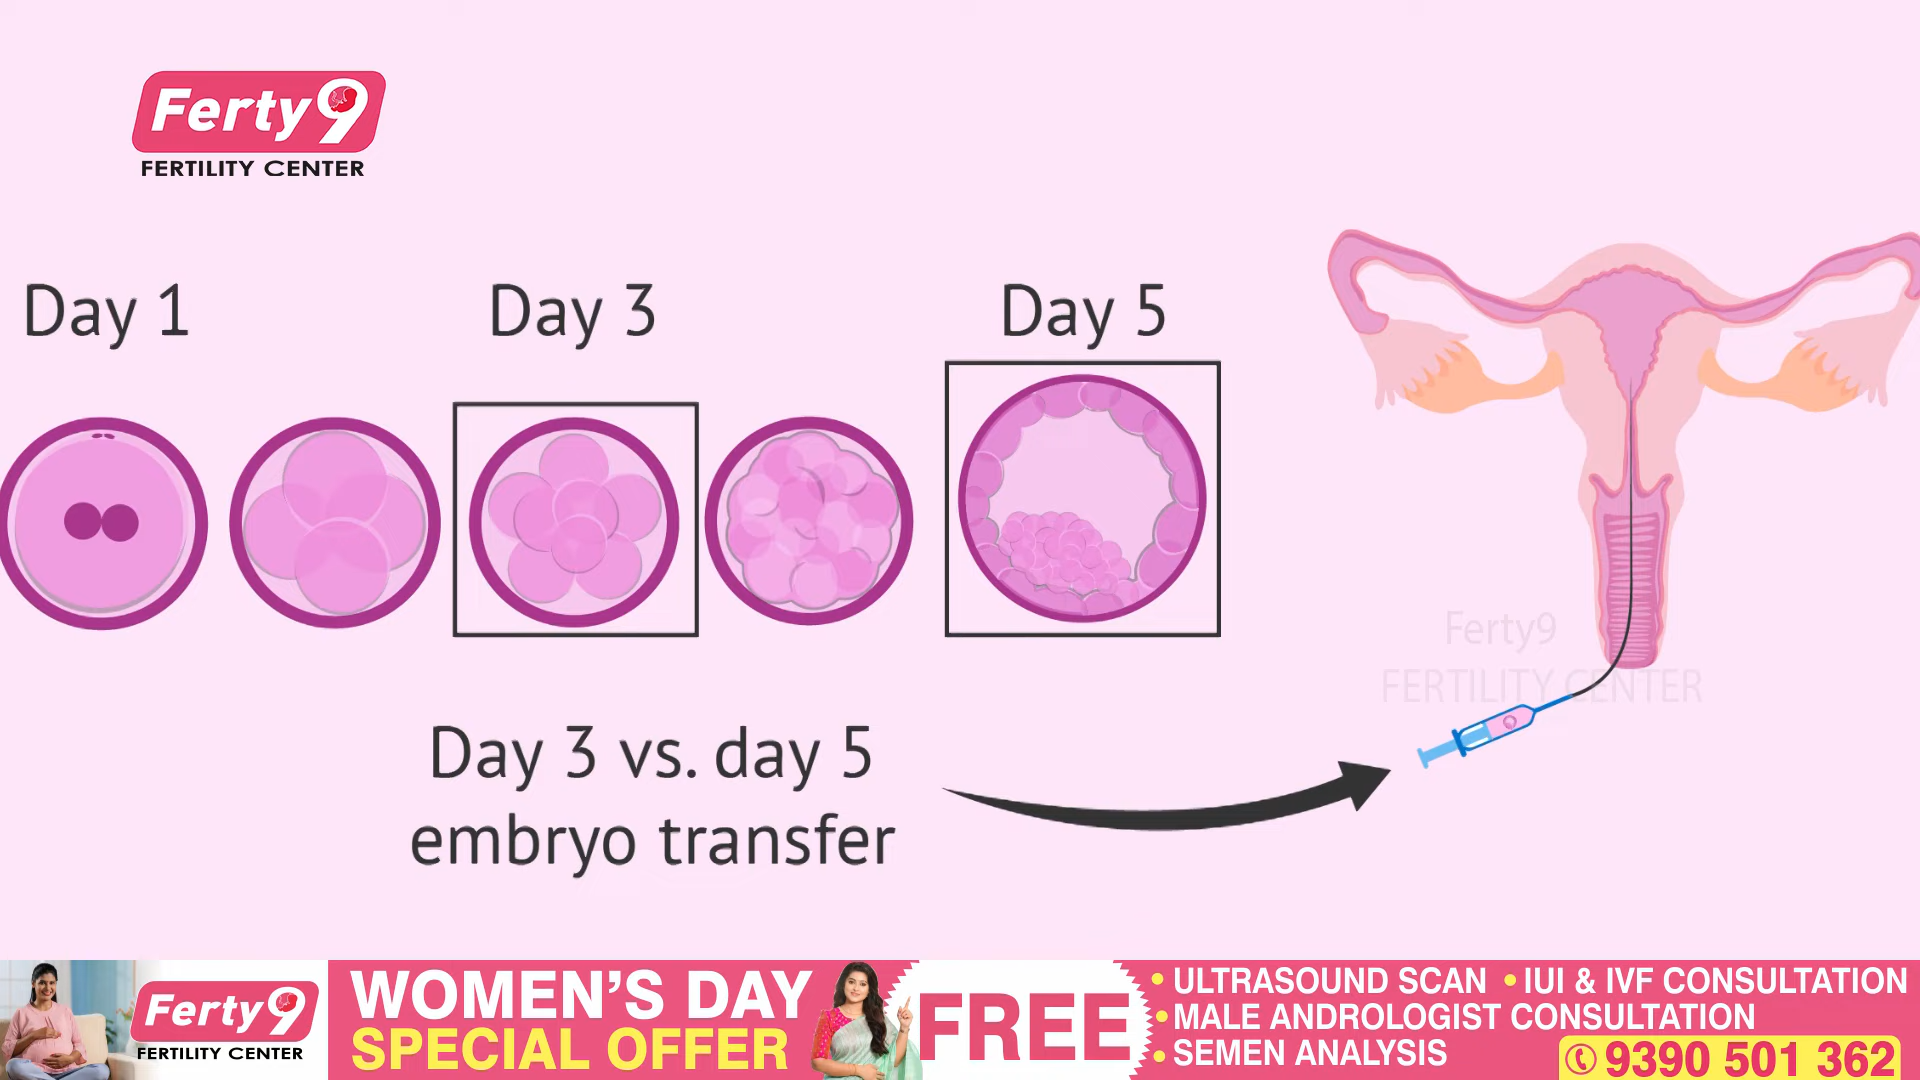 Ferty9
FERTILITY CENTER
Day 1
Day 3
Day 5
Ferty9
FERTILITY CENTER
Day 3 vs. day 5
embryo transfer
Ferty9
FERTILITY CENTER
WOMEN'S DAY
SPECIAL OFFER
FREE
• ULTRASOUND SCAN • IUI & IVF CONSULTATION
• MALE ANDROLOGIST CONSULTATION
• SEMEN ANALYSIS
9390 501 362